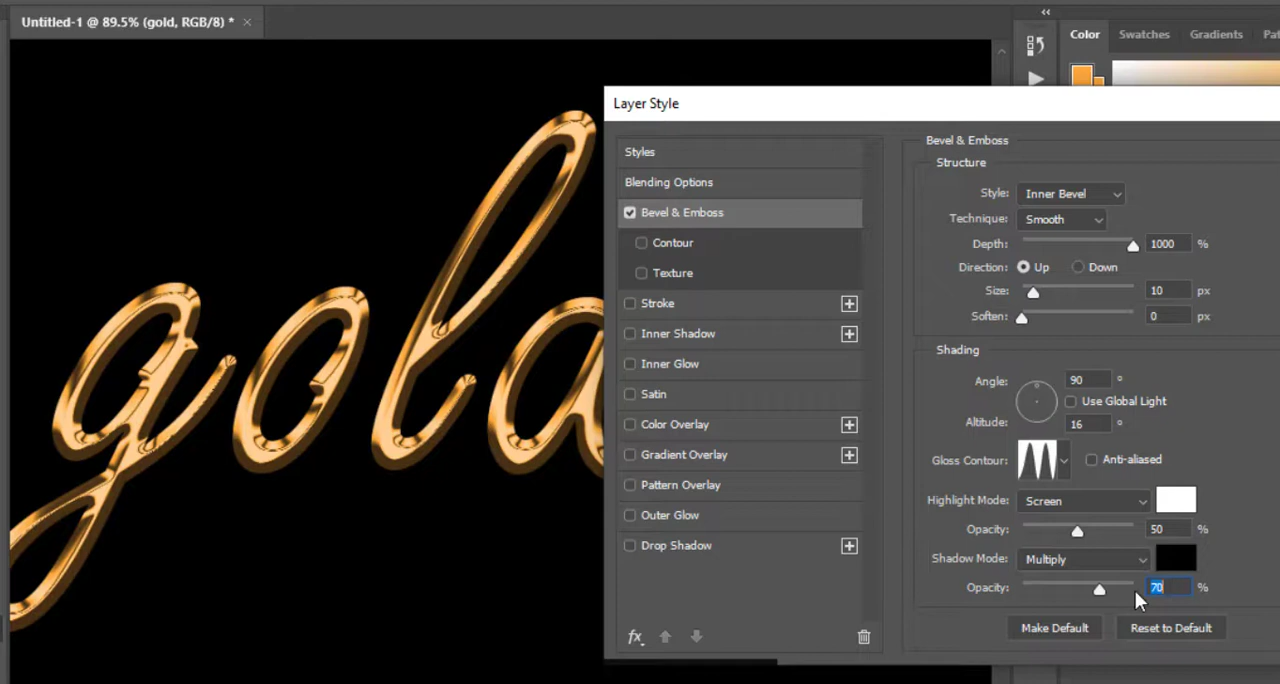 Untitled-1 @ 89.5% (gold, RGB/8) * ×
Color Swatches Gradients Pat
Layer Style
gold
Styles
Blending Options
Bevel & Emboss
Contour
Texture
Stroke
Inner Shadow
Inner Glow
Satin
Color Overlay
Gradient Overlay
Pattern Overlay
Outer Glow
Drop Shadow
fx
Bevel & Emboss
Structure
Style: Inner Bevel
Technique: Smooth
Depth: 1000 %
Direction: Up Down
Size: 10 px
Soften: 0 px
Shading
Angle: 90 °
Use Global Light
Altitude: 16 °
Gloss Contour: Anti-aliased
Highlight Mode: Screen
Opacity: 50 %
Shadow Mode: Multiply
Opacity: 70 %
Make Default Reset to Default